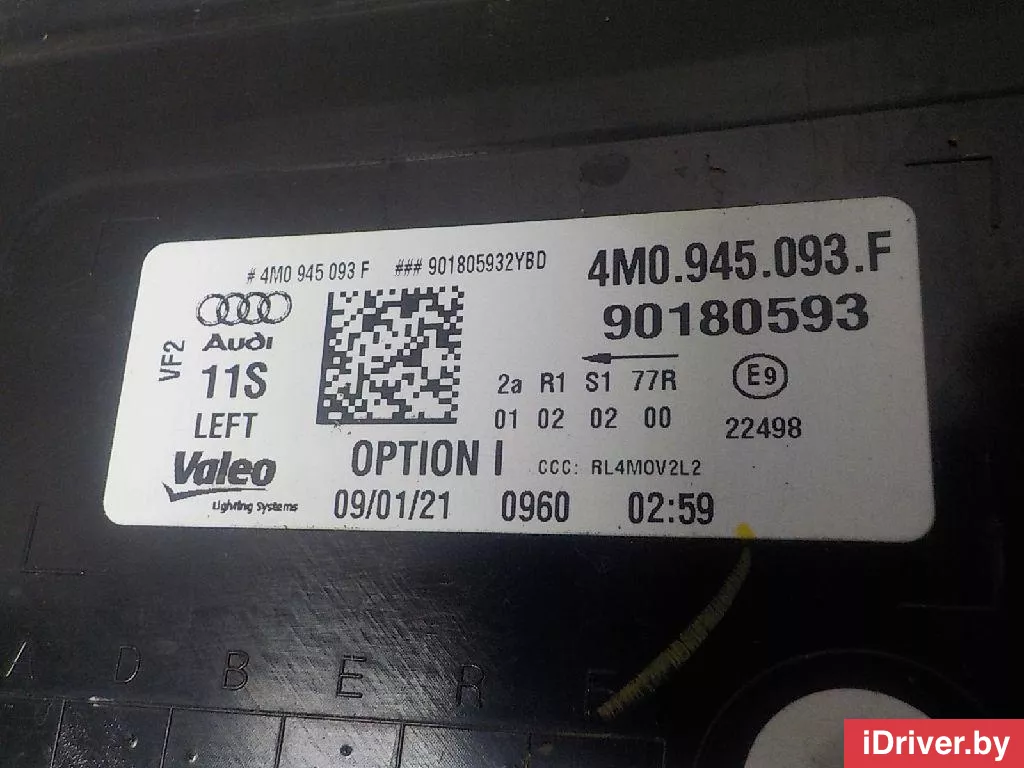 # 4M0 945 093 F ### 901805932YBD
4M0.945.093.F
90180593
Audi
VF2
11S
LEFT
2a R1 S1 77R
01 02 02 00
E9
22498
Valeo
Lighting Systems
OPTION I
CCC: RL4M0V2L2
09/01/21 0960 02:59
A D B E R
iDriver.by